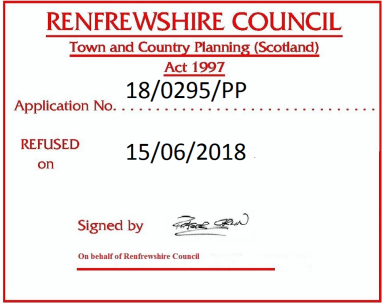 RENFREWSHIRE COUNCIL
Town and Country Planning (Scotland)
Act 1997
Application No. 18/0295/PP
REFUSED
on 15/06/2018
Signed by
On behalf of Renfrewshire Council